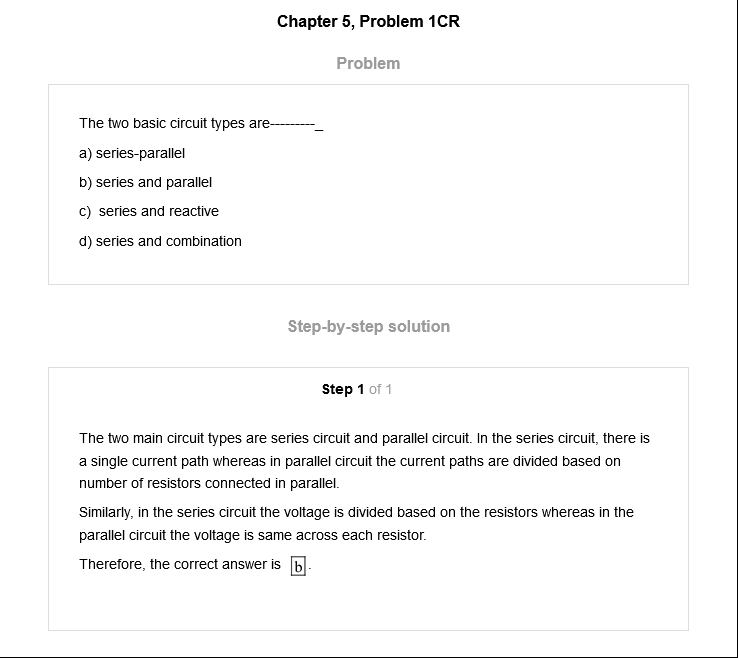 Chapter 5, Problem 1CR
Problem
The two basic circuit types are---------_
a) series-parallel
b) series and parallel
c)  series and reactive
d) series and combination
Step-by-step solution
Step 1 of 1
The two main circuit types are series circuit and parallel circuit. In the series circuit, there is
a single current path whereas in parallel circuit the current paths are divided based on
number of resistors connected in parallel.
Similarly, in the series circuit the voltage is divided based on the resistors whereas in the
parallel circuit the voltage is same across each resistor.
Therefore, the correct answer is b.